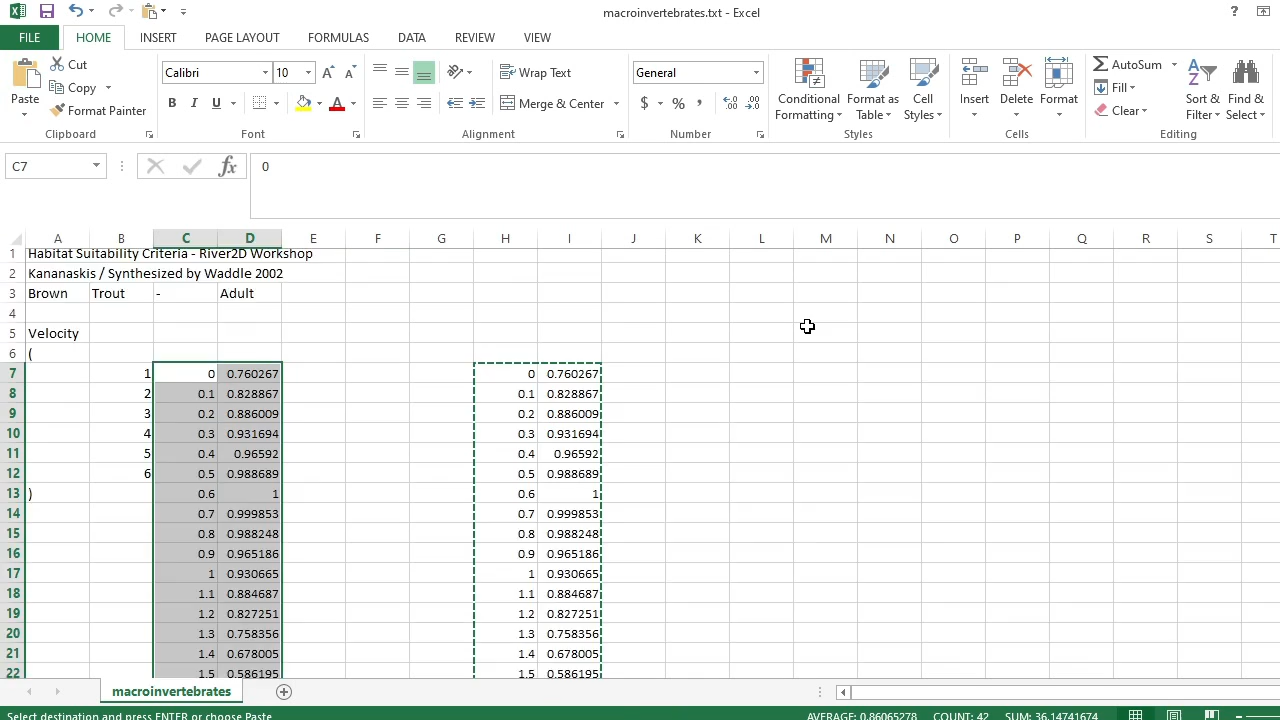 macroinvertebrates.txt - Excel
?
FILE HOME INSERT PAGE LAYOUT FORMULAS DATA REVIEW VIEW
Cut
Copy
Format Painter
Paste
Clipboard
Calibri 10
B I U
Font
Wrap Text
Merge & Center
Alignment
General
$ % ,
Number
Conditional Formatting
Format as Table
Cell Styles
Styles
Insert
Delete
Format
Cells
AutoSum
Fill
Clear
Sort & Filter
Find & Select
Editing
C7 fx 0
A B C D E F G H I J K L M N O P Q R S T
1 Habitat Suitability Criteria - River2D Workshop
2 Kananaskis / Synthesized by Waddle 2002
3 Brown Trout - Adult
4
5 Velocity
6 (
7 1 0 0.760267 0 0.760267
8 2 0.1 0.828867 0.1 0.828867
9 3 0.2 0.886009 0.2 0.886009
10 4 0.3 0.931694 0.3 0.931694
11 5 0.4 0.96592 0.4 0.96592
12 6 0.5 0.988689 0.5 0.988689
13 ) 0.6 1 0.6 1
14 0.7 0.999853 0.7 0.999853
15 0.8 0.988248 0.8 0.988248
16 0.9 0.965186 0.9 0.965186
17 1 0.930665 1 0.930665
18 1.1 0.884687 1.1 0.884687
19 1.2 0.827251 1.2 0.827251
20 1.3 0.758356 1.3 0.758356
21 1.4 0.678005 1.4 0.678005
22 1.5 0.586195 1.5 0.586195
macroinvertebrates
Select destination and press ENTER or choose Paste AVERAGE: 0.86065278 COUNT: 42 SUM: 36.14741674